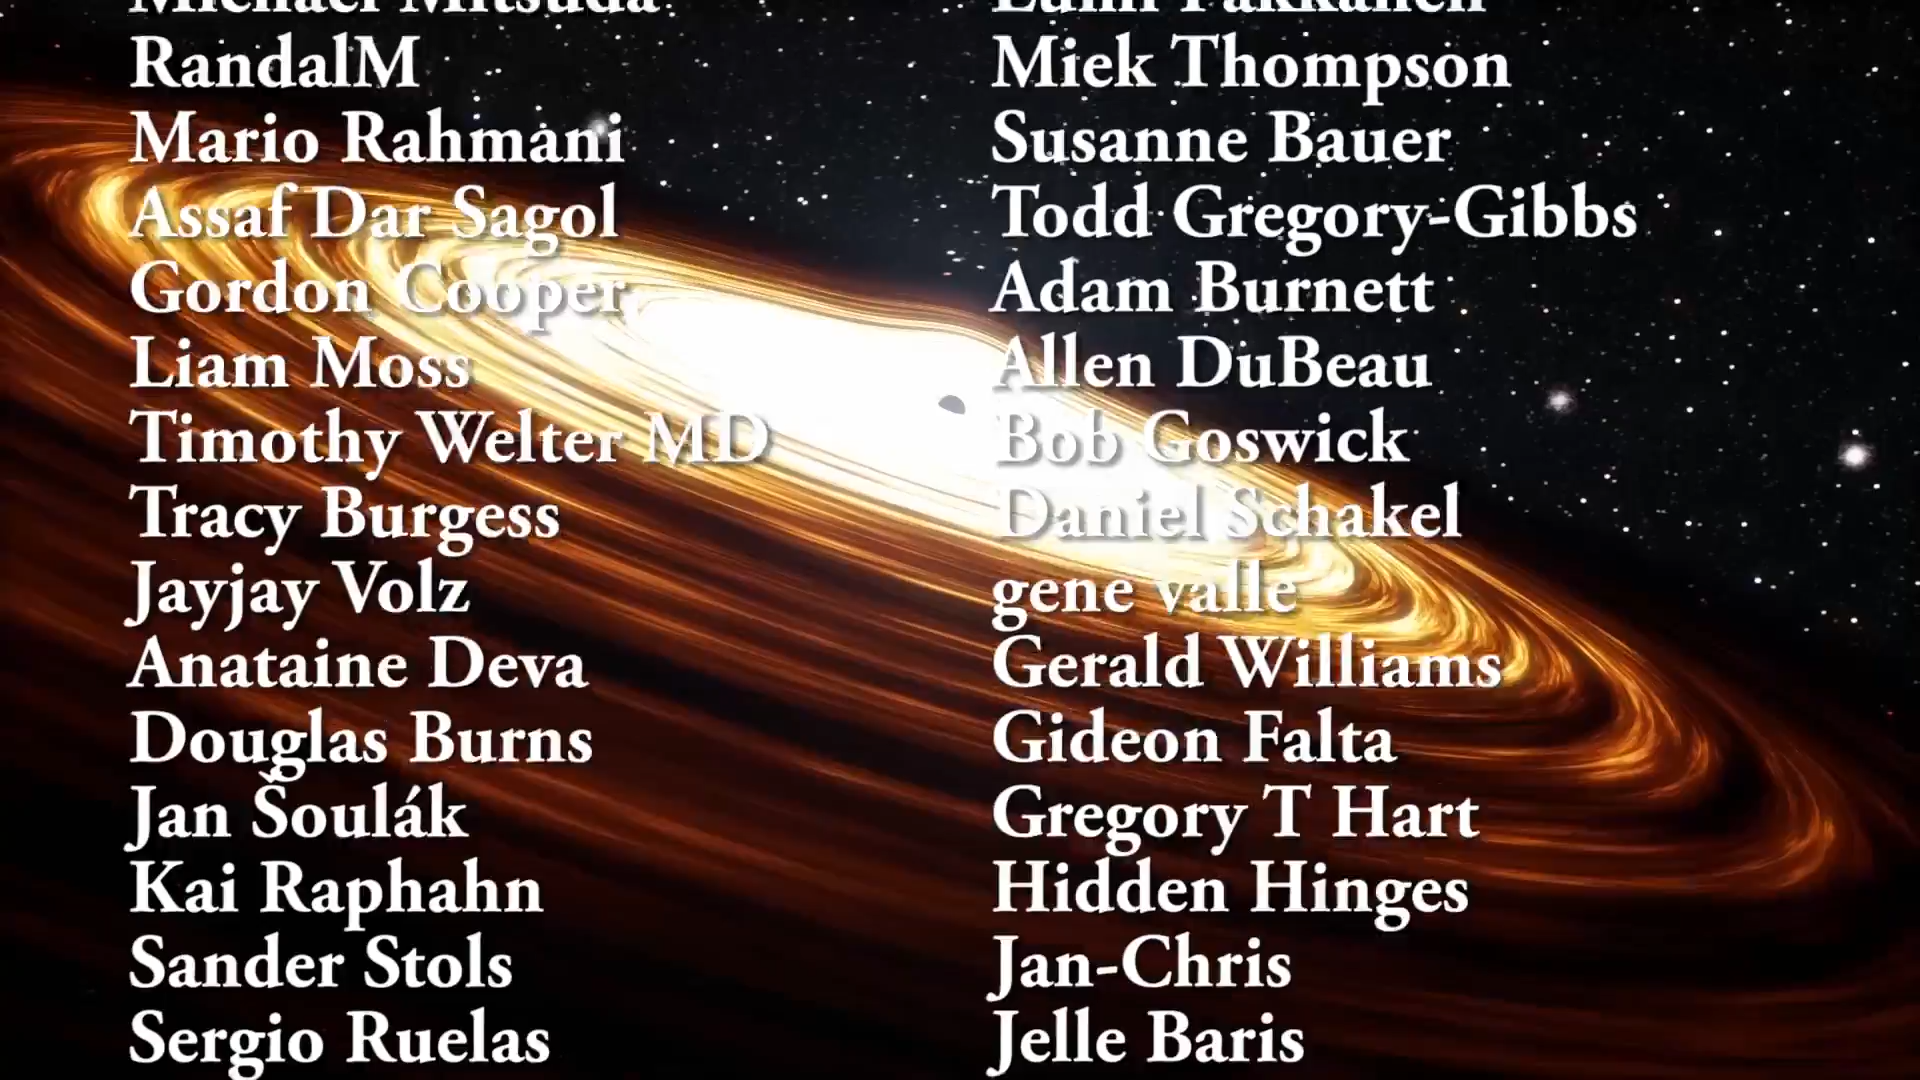 Michael Mitsuda
RandalM
Mario Rahmani
Assaf Dar Sagol
Gordon Cooper
Liam Moss
Timothy Welter MD
Tracy Burgess
Jayjay Volz
Anataine Deva
Douglas Burns
Jan Šoulák
Kai Raphahn
Sander Stols
Sergio Ruelas
Miek Thompson
Susanne Bauer
Todd Gregory-Gibbs
Adam Burnett
Allen DuBeau
Bob Goswick
Daniel Schakel
gene valle
Gerald Williams
Gideon Falta
Gregory T Hart
Hidden Hinges
Jan-Chris
Jelle Baris